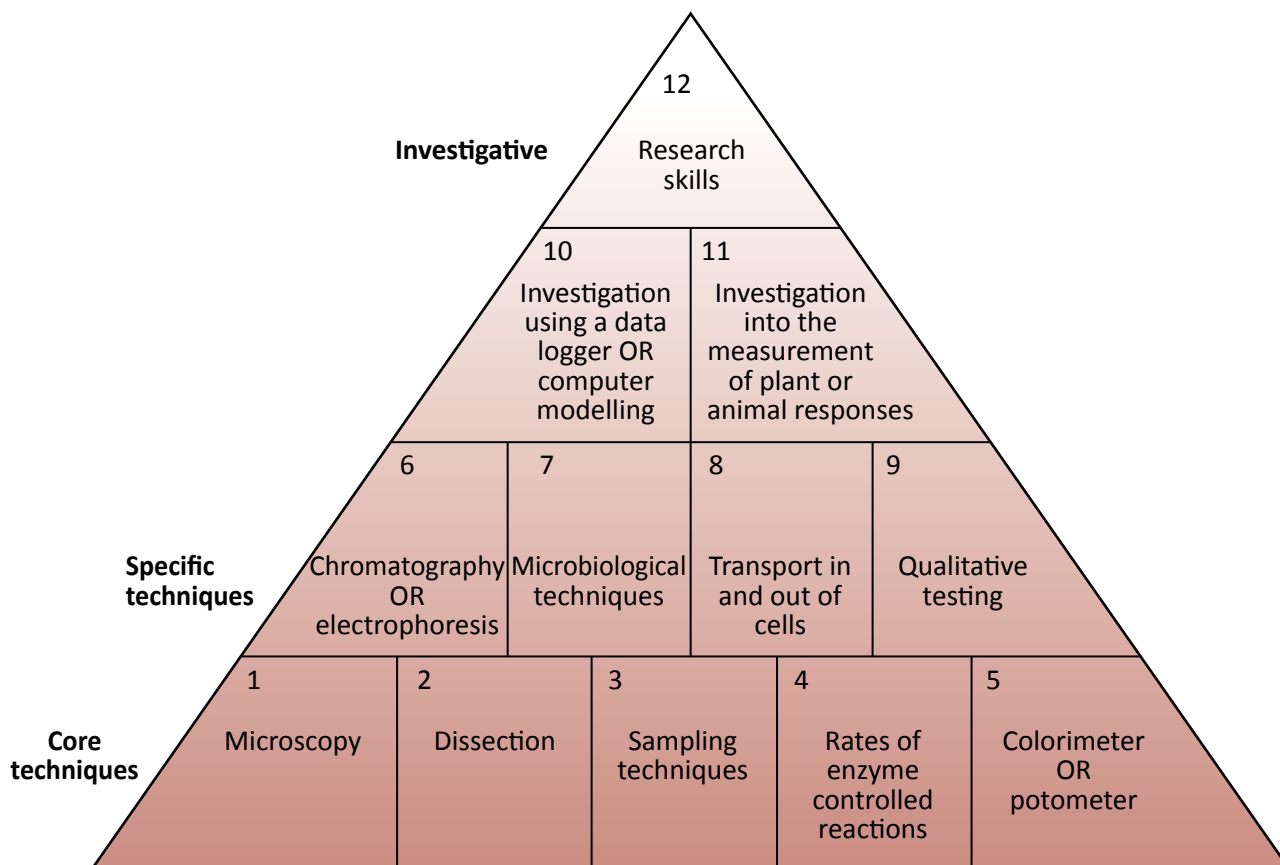 12
Investigative
Research
skills
10
Investigation
using a data
logger OR
computer
modelling
11
Investigation
into the
measurement
of plant or
animal responses
Specific
techniques
6
Chromatography
OR
electrophoresis
7
Microbiological
techniques
8
Transport in
and out of
cells
9
Qualitative
testing
Core
techniques
1
Microscopy
2
Dissection
3
Sampling
techniques
4
Rates of
enzyme
controlled
reactions
5
Colorimeter
OR
potometer